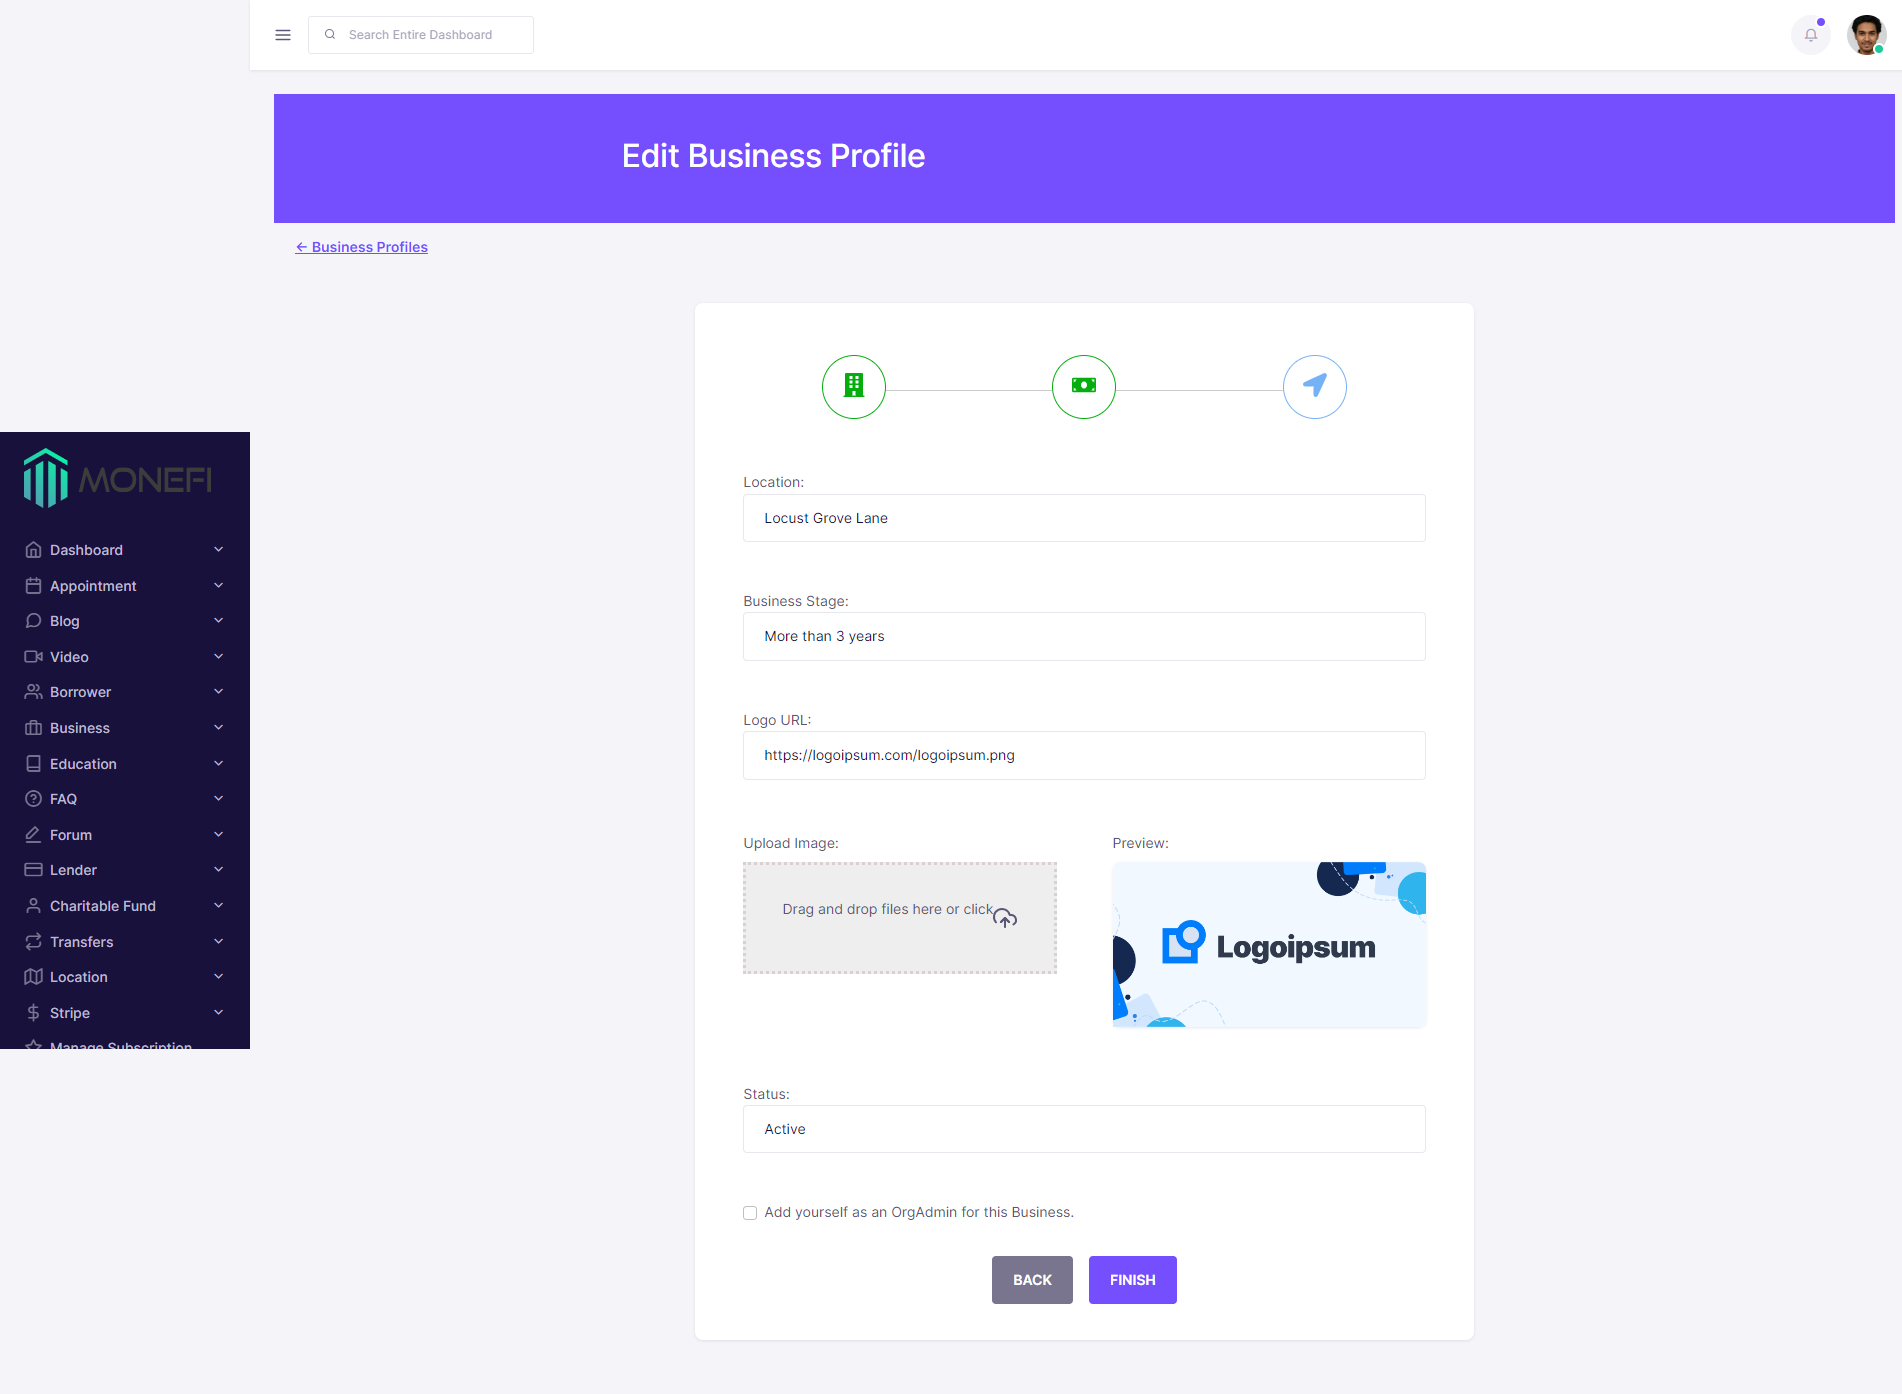 Search Entire Dashboard
Edit Business Profile
← Business Profiles
MONEFI
Dashboard
Appointment
Blog
Video
Borrower
Business
Education
FAQ
Forum
Lender
Charitable Fund
Transfers
Location
Stripe
Manage Subscription
Location:
Locust Grove Lane
Business Stage:
More than 3 years
Logo URL:
https://logoipsum.com/logoipsum.png
Upload Image:
Drag and drop files here or click
Preview:
Logoipsum
Status:
Active
Add yourself as an OrgAdmin for this Business.
BACK
FINISH